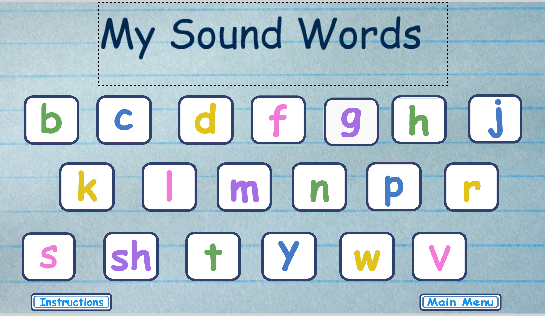 My Sound Words
b c d f g h j
k l m n p r
s sh t y w v
Instructions Main Menu